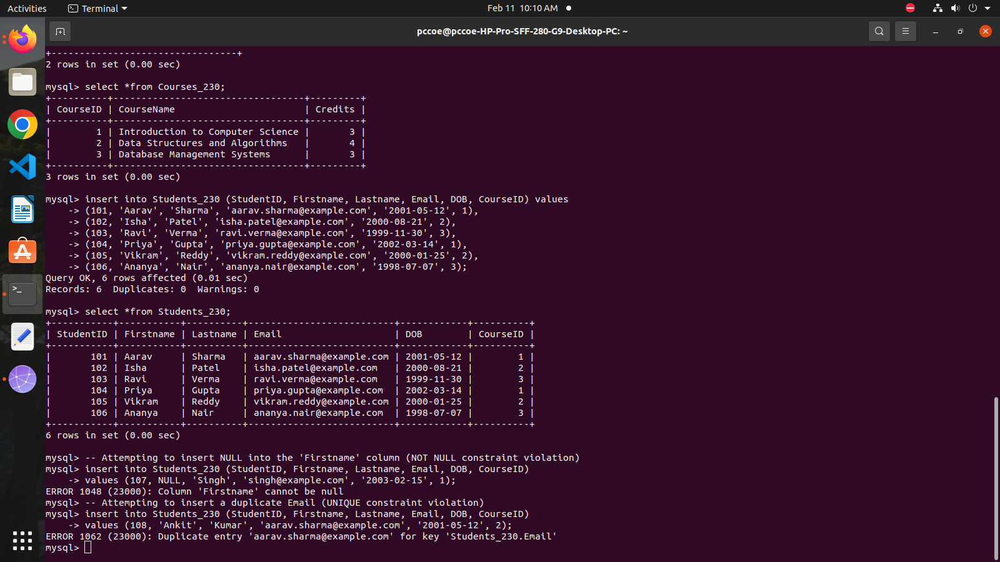 Activities Terminal Feb 11 10:10 AM
pccoe@pccoe-HP-Pro-SFF-280-G9-Desktop-PC: ~
+---------------------------------+
2 rows in set (0.00 sec)
mysql> select *from Courses_230;
+----------+----------------------------------+---------+
| CourseID | CourseName                       | Credits |
+----------+----------------------------------+---------+
|        1 | Introduction to Computer Science |       3 |
|        2 | Data Structures and Algorithms   |       4 |
|        3 | Database Management Systems      |       3 |
+----------+----------------------------------+---------+
3 rows in set (0.00 sec)
mysql> insert into Students_230 (StudentID, Firstname, Lastname, Email, DOB, CourseID) values
    -> (101, 'Aarav', 'Sharma', 'aarav.sharma@example.com', '2001-05-12', 1),
    -> (102, 'Isha', 'Patel', 'isha.patel@example.com', '2000-08-21', 2),
    -> (103, 'Ravi', 'Verma', 'ravi.verma@example.com', '1999-11-30', 3),
    -> (104, 'Priya', 'Gupta', 'priya.gupta@example.com', '2002-03-14', 1),
    -> (105, 'Vikram', 'Reddy', 'vikram.reddy@example.com', '2000-01-25', 2),
    -> (106, 'Ananya', 'Nair', 'ananya.nair@example.com', '1998-07-07', 3);
Query OK, 6 rows affected (0.01 sec)
Records: 6  Duplicates: 0  Warnings: 0
mysql> select *from Students_230;
+-----------+-----------+----------+--------------------------+------------+----------+
| StudentID | Firstname | Lastname | Email                    | DOB        | CourseID |
+-----------+-----------+----------+--------------------------+------------+----------+
|       101 | Aarav     | Sharma   | aarav.sharma@example.com | 2001-05-12 |        1 |
|       102 | Isha      | Patel    | isha.patel@example.com   | 2000-08-21 |        2 |
|       103 | Ravi      | Verma    | ravi.verma@example.com   | 1999-11-30 |        3 |
|       104 | Priya     | Gupta    | priya.gupta@example.com  | 2002-03-14 |        1 |
|       105 | Vikram    | Reddy    | vikram.reddy@example.com | 2000-01-25 |        2 |
|       106 | Ananya    | Nair     | ananya.nair@example.com  | 1998-07-07 |        3 |
+-----------+-----------+----------+--------------------------+------------+----------+
6 rows in set (0.00 sec)
mysql> -- Attempting to insert NULL into the 'Firstname' column (NOT NULL constraint violation)
mysql> insert into Students_230 (StudentID, Firstname, Lastname, Email, DOB, CourseID)
    -> values (107, NULL, 'Singh', 'singh@example.com', '2003-02-15', 1);
ERROR 1048 (23000): Column 'Firstname' cannot be null
mysql> -- Attempting to insert a duplicate Email (UNIQUE constraint violation)
mysql> insert into Students_230 (StudentID, Firstname, Lastname, Email, DOB, CourseID)
    -> values (108, 'Ankit', 'Kumar', 'aarav.sharma@example.com', '2001-05-12', 2);
ERROR 1062 (23000): Duplicate entry 'aarav.sharma@example.com' for key 'Students_230.Email'
mysql>